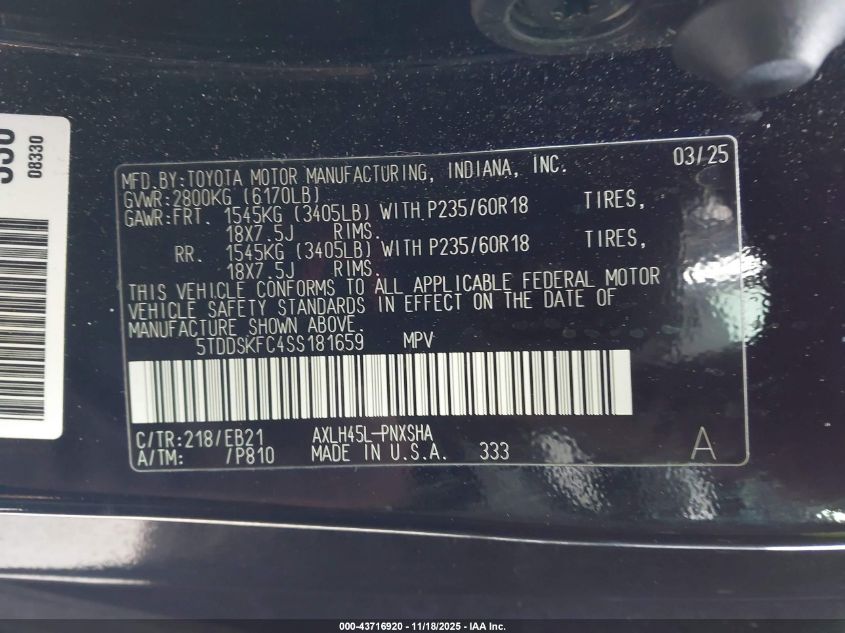 08330
MFD.BY:TOYOTA MOTOR MANUFACTURING, INDIANA, INC. 03/25
GVWR:2800KG (6170LB)
GAWR:FRT. 1545KG (3405LB) WITH P235/60R18 TIRES,
18X7.5J RIMS.
RR. 1545KG (3405LB) WITH P235/60R18 TIRES,
18X7.5J RIMS.
THIS VEHICLE CONFORMS TO ALL APPLICABLE FEDERAL MOTOR
VEHICLE SAFETY STANDARDS IN EFFECT ON THE DATE OF
MANUFACTURE SHOWN ABOVE.
5TDDSKFC4SS181659 MPV
C/TR:218/EB21 AXLH45L-PNXSHA
A/TM: /P810 MADE IN U.S.A. 333 A
000-43716920 - 11/18/2025 - IAA Inc.